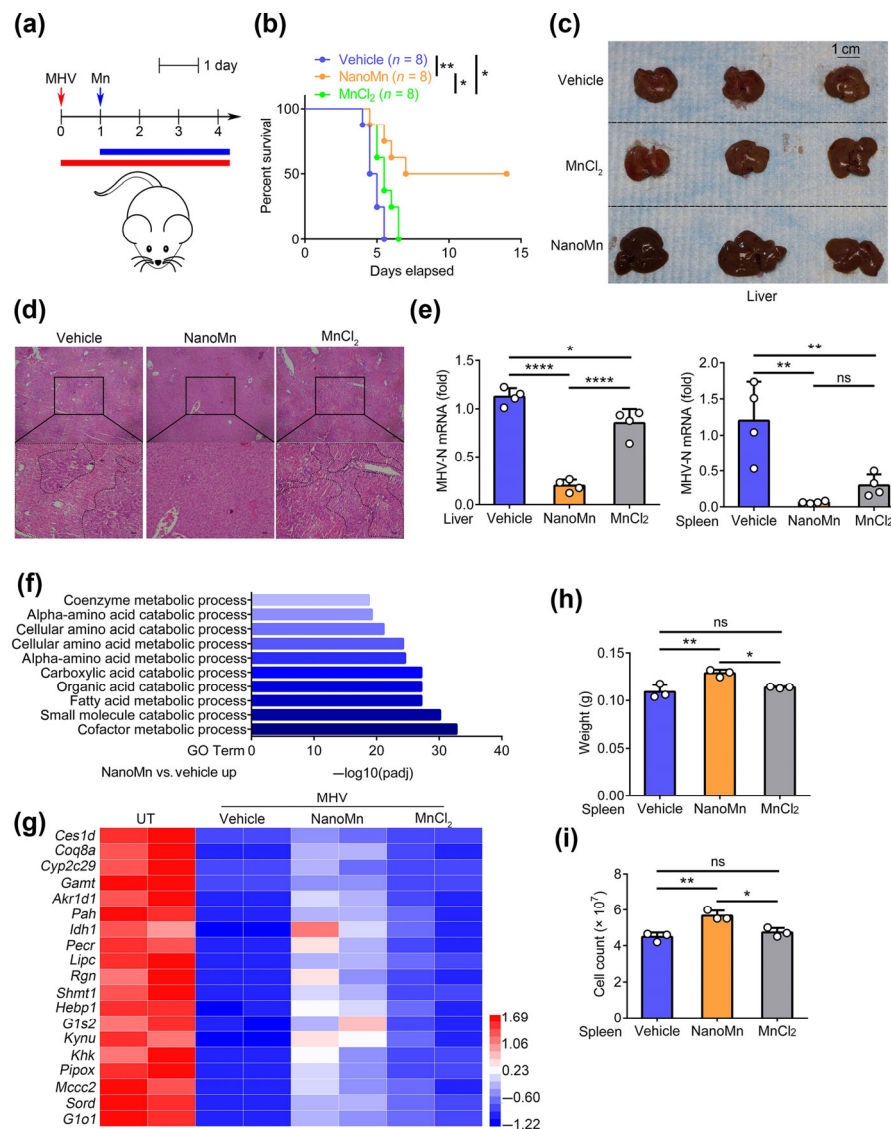 (a)
MHV Mn 1 day
0 1 2 3 4
(b)
Vehicle (n = 8)
NanoMn (n = 8)
MnCl2 (n = 8)
** * *
Percent survival
100
50
0
0 5 10 15
Days elapsed
(c)
1 cm
Vehicle
MnCl2
NanoMn
Liver
(d)
Vehicle NanoMn MnCl2
(e)
MHV-N mRNA (fold)
1.5
1.0
0.5
0
*
**** ****
Liver Vehicle NanoMn MnCl2
MHV-N mRNA (fold)
2.0
1.5
1.0
0.5
0
**
** ns
Spleen Vehicle NanoMn MnCl2
(f)
Coenzyme metabolic process
Alpha-amino acid catabolic process
Cellular amino acid catabolic process
Cellular amino acid metabolic process
Alpha-amino acid metabolic process
Carboxylic acid catabolic process
Organic acid catabolic process
Fatty acid metabolic process
Small molecule catabolic process
Cofactor metabolic process
GO Term 0 10 20 30 40
NanoMn vs. vehicle up —log10(padj)
(g)
MHV
UT Vehicle NanoMn MnCl2
Ces1d
Coq8a
Cyp2c29
Gamt
Akr1d1
Pah
Idh1
Pecr
Lipc
Rgn
Shmt1
Hebp1
G1s2
Kynu
Khk
Pipox
Mccc2
Sord
G1o1
1.69
1.06
0.23
—0.60
—1.22
(h)
ns
** *
Weight (g)
0.15
0.10
0.05
0
Spleen Vehicle NanoMn MnCl2
(i)
ns
** *
Cell count (× 10^7)
8
6
4
2
0
Spleen Vehicle NanoMn MnCl2